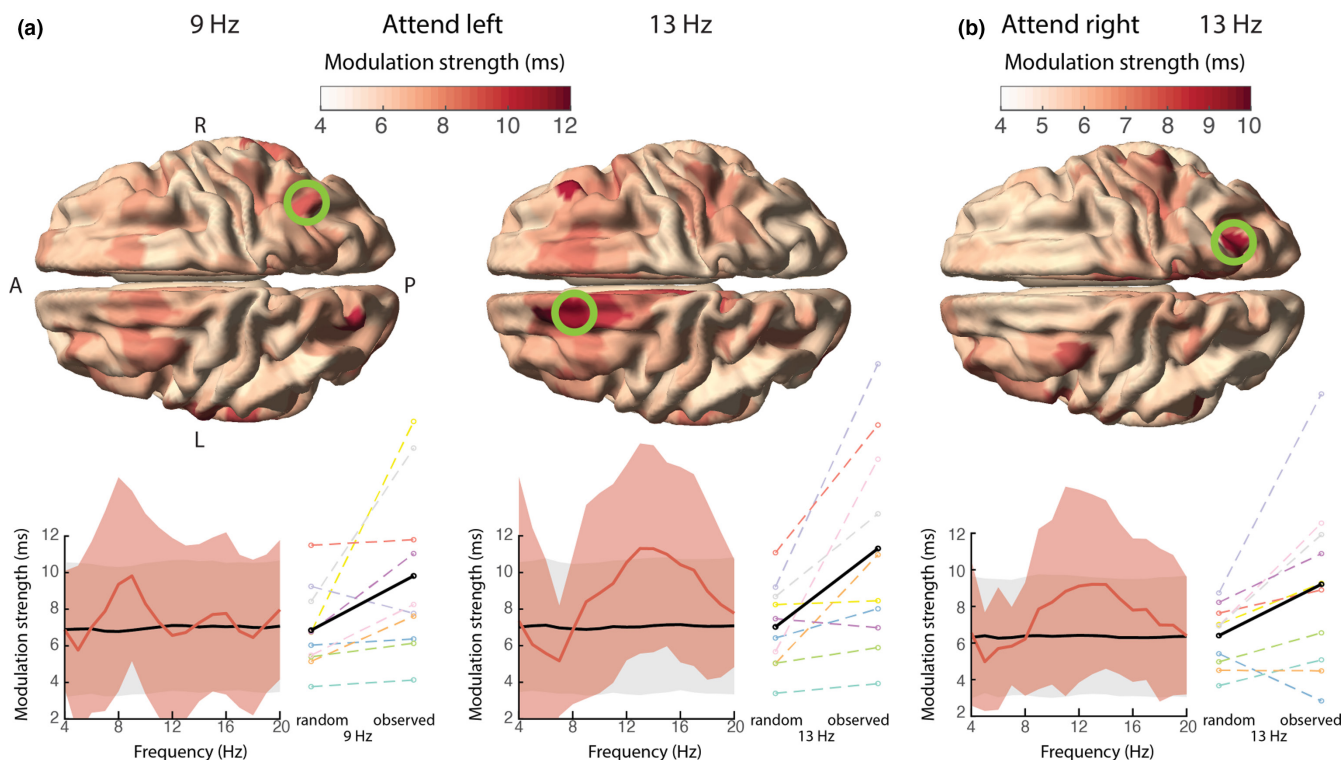 (a) 9 Hz Attend left 13 Hz (b) Attend right 13 Hz
Modulation strength (ms) Modulation strength (ms)
4 6 8 10 12 4 5 6 7 8 9 10
R
A P
L
Modulation strength (ms)
12
10
8
6
4
2
4 8 12 16 20
Frequency (Hz)
random observed
9 Hz
Modulation strength (ms)
12
10
8
6
4
2
4 8 12 16 20
Frequency (Hz)
random observed
13 Hz
Modulation strength (ms)
12
10
8
6
4
2
4 8 12 16 20
Frequency (Hz)
random observed
13 Hz